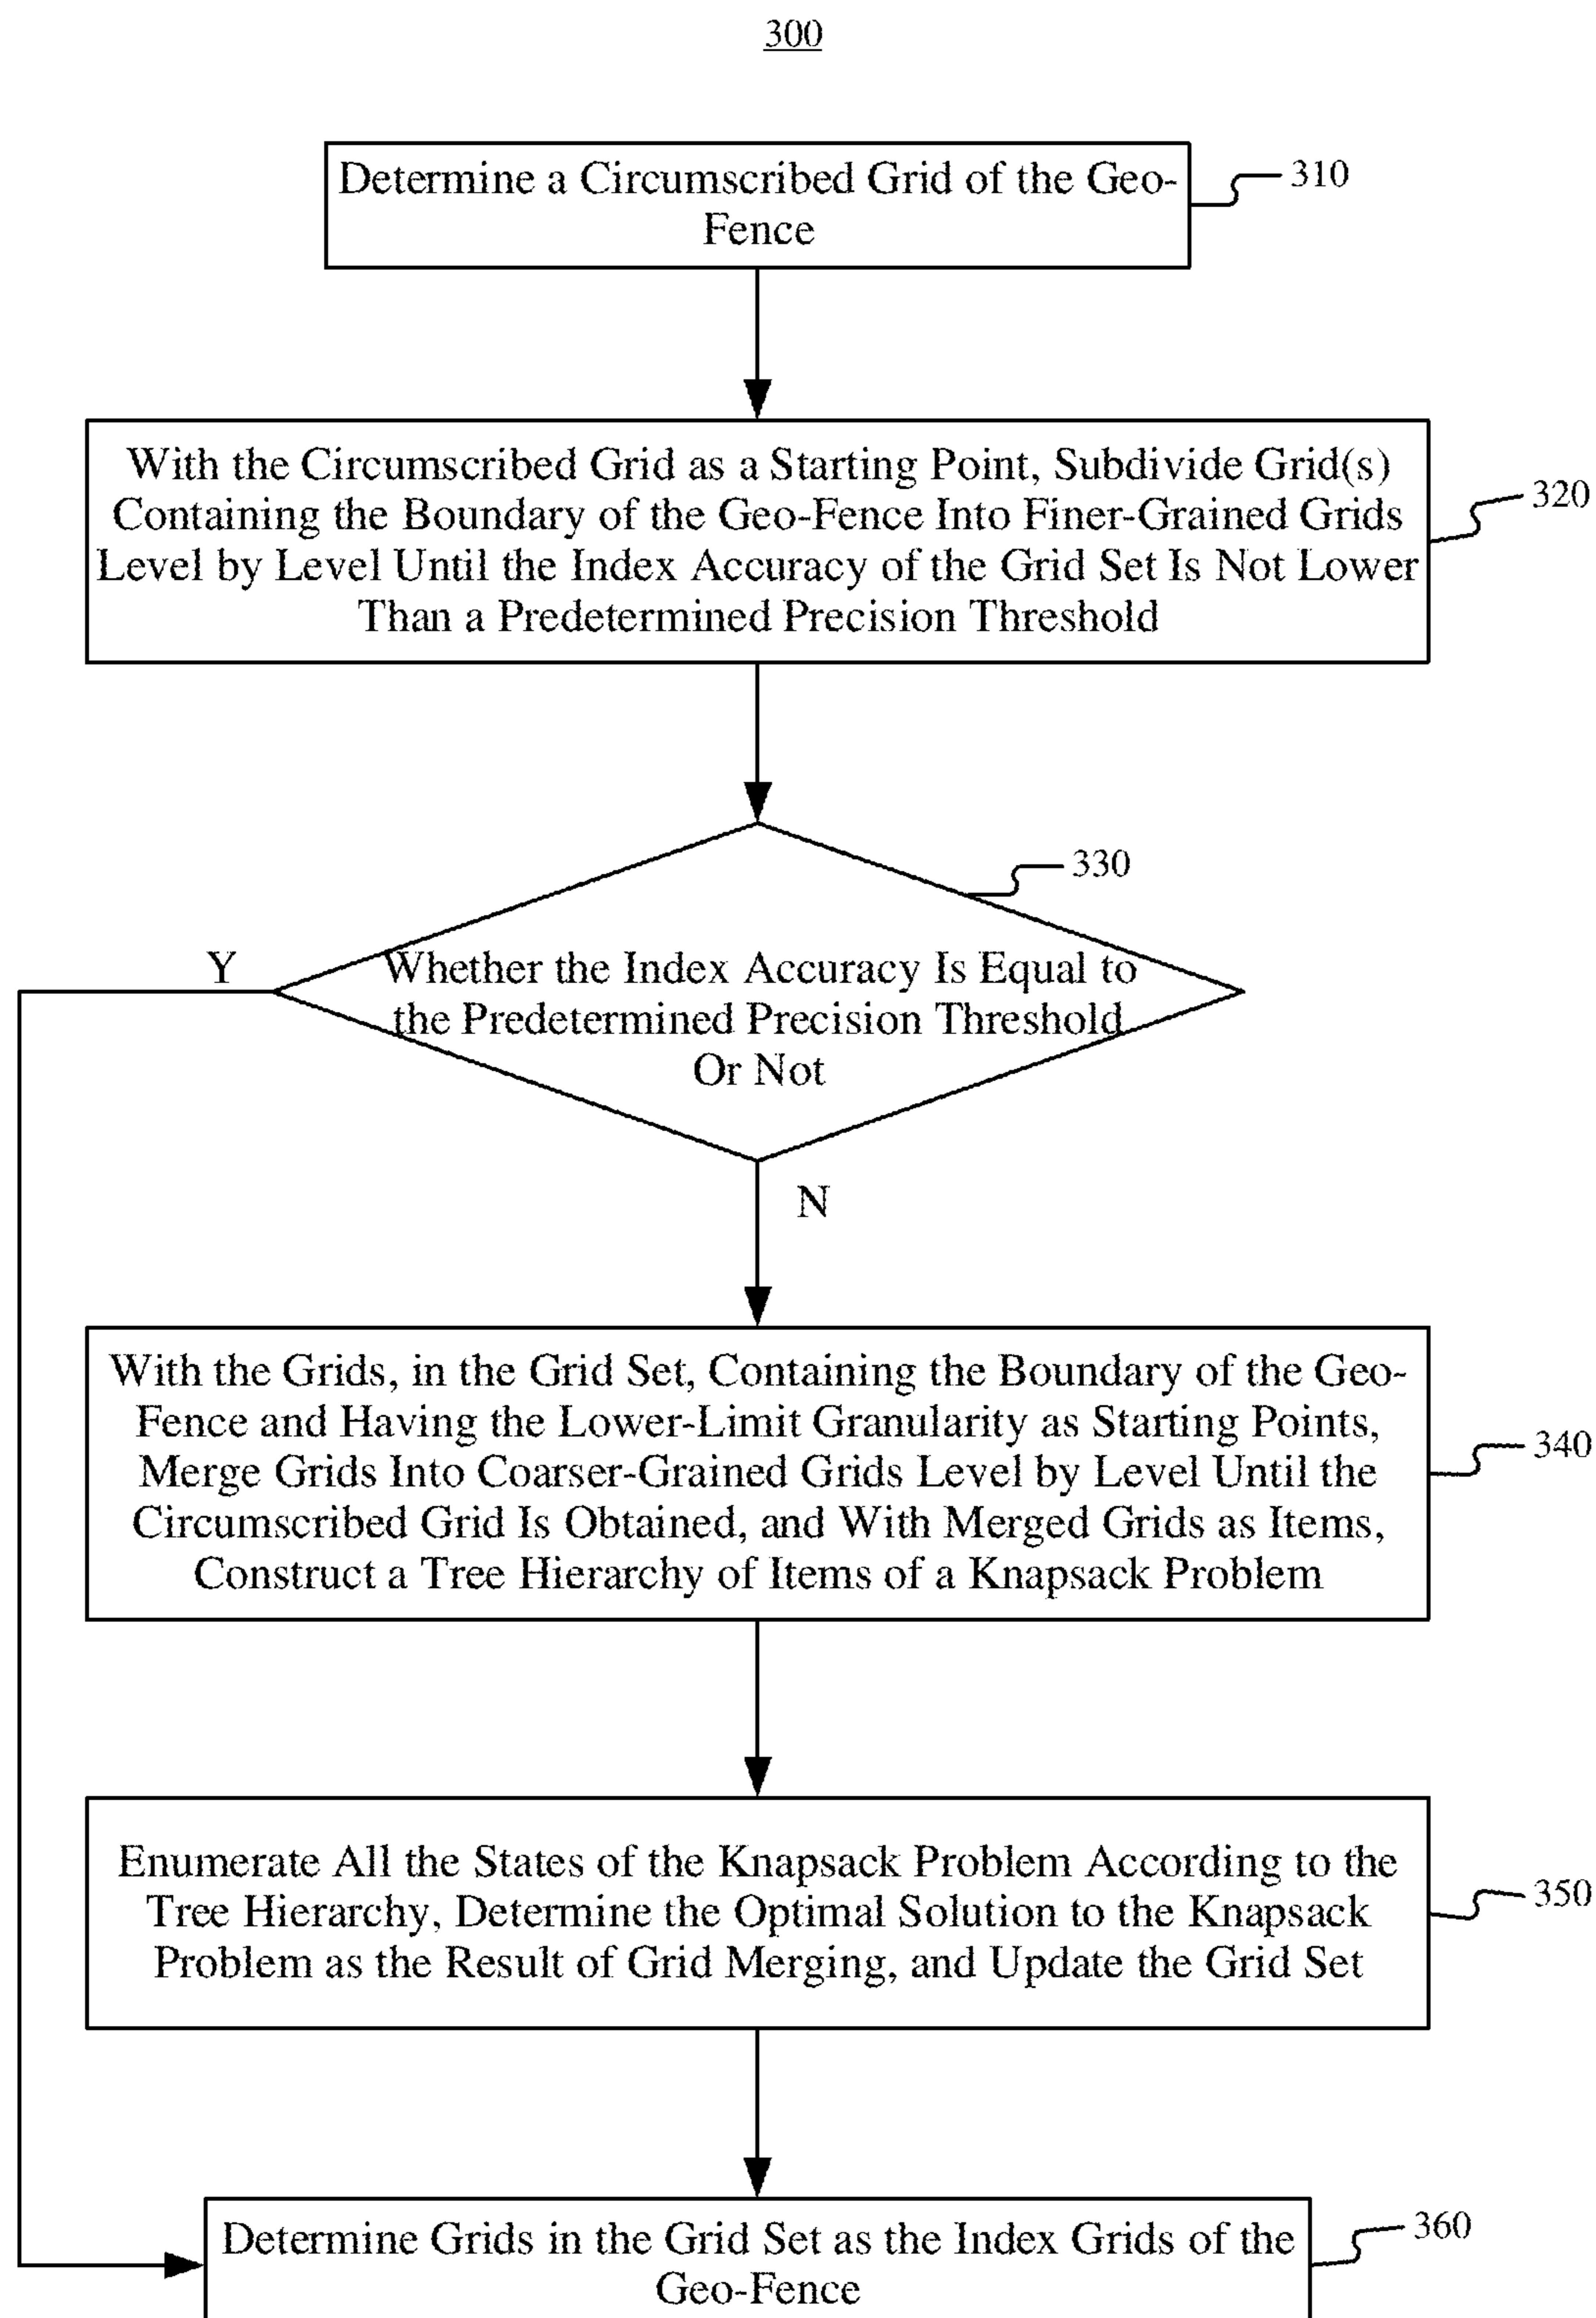 300
Determine a Circumscribed Grid of the Geo-
Fence
310
With the Circumscribed Grid as a Starting Point, Subdivide Grid(s)
Containing the Boundary of the Geo-Fence Into Finer-Grained Grids
Level by Level Until the Index Accuracy of the Grid Set Is Not Lower
Than a Predetermined Precision Threshold
320
330
Y
Whether the Index Accuracy Is Equal to
the Predetermined Precision Threshold
Or Not
N
With the Grids, in the Grid Set, Containing the Boundary of the Geo-
Fence and Having the Lower-Limit Granularity as Starting Points,
Merge Grids Into Coarser-Grained Grids Level by Level Until the
Circumscribed Grid Is Obtained, and With Merged Grids as Items,
Construct a Tree Hierarchy of Items of a Knapsack Problem
340
Enumerate All the States of the Knapsack Problem According to the
Tree Hierarchy, Determine the Optimal Solution to the Knapsack
Problem as the Result of Grid Merging, and Update the Grid Set
350
Determine Grids in the Grid Set as the Index Grids of the
Geo-Fence
360